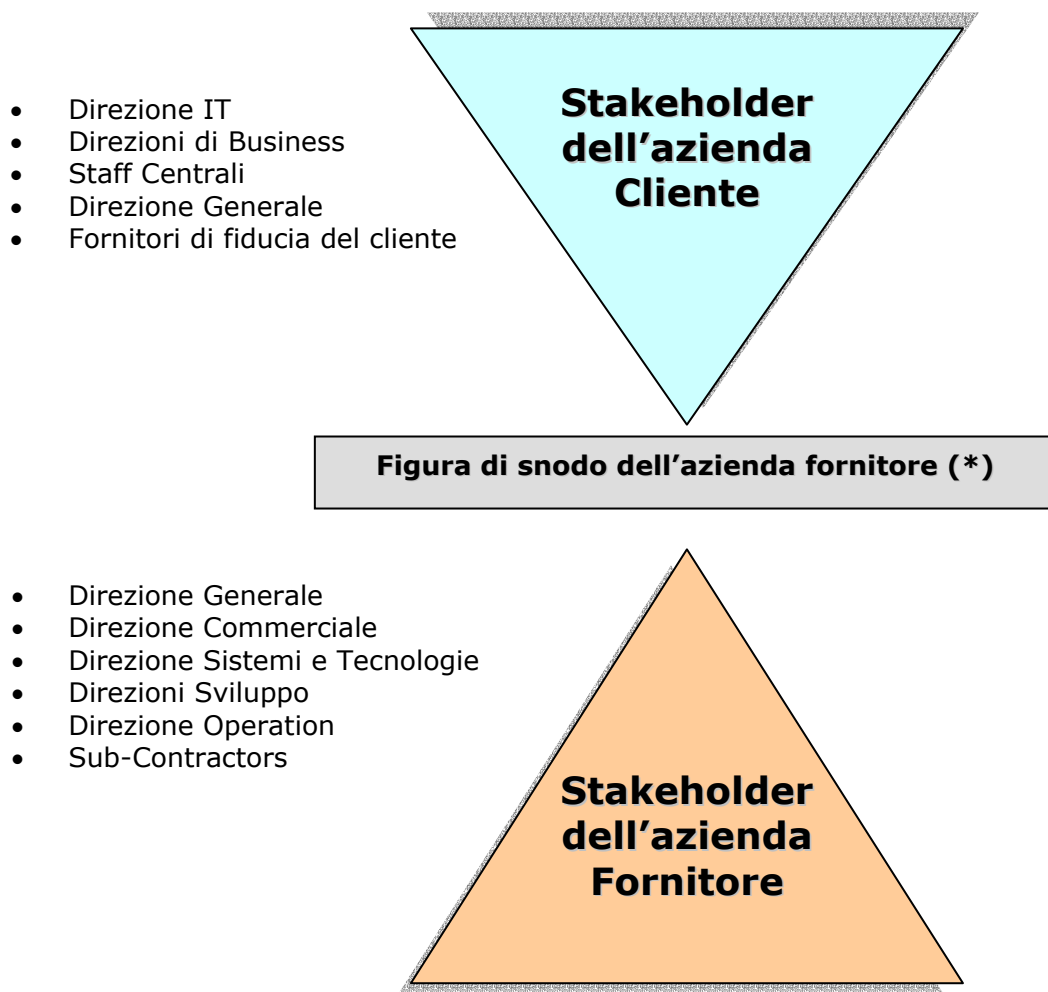 • Direzione IT
• Direzioni di Business
• Staff Centrali
• Direzione Generale
• Fornitori di fiducia del cliente
Stakeholder
dell’azienda
Cliente
Figura di snodo dell’azienda fornitore (*)
• Direzione Generale
• Direzione Commerciale
• Direzione Sistemi e Tecnologie
• Direzioni Sviluppo
• Direzione Operation
• Sub-Contractors
Stakeholder
dell’azienda
Fornitore